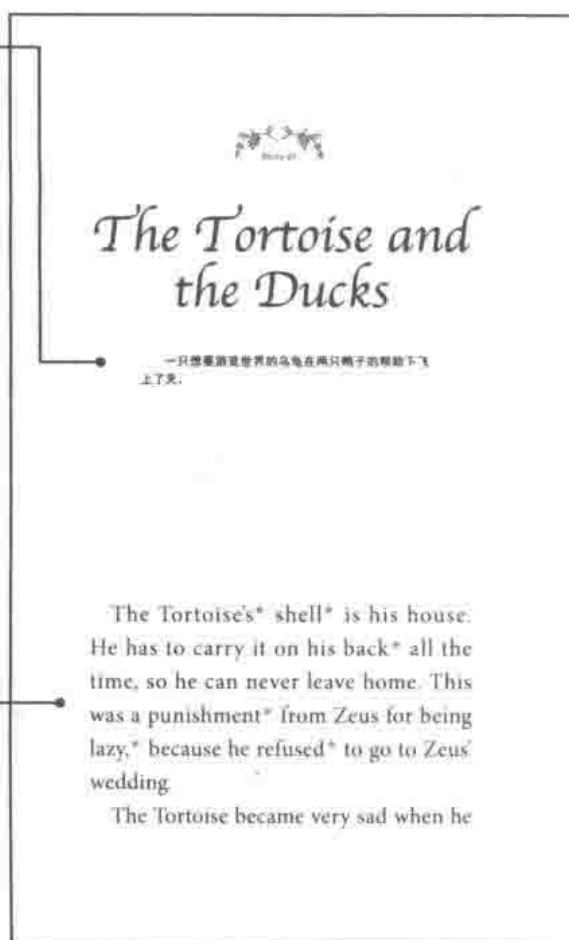 The Tortoise and
the Ducks
一只想要游览世界的乌龟在两只鸭子的帮助下飞
上了天。
The Tortoise's* shell* is his house.
He has to carry it on his back* all the
time, so he can never leave home. This
was a punishment* from Zeus for being
lazy,* because he refused* to go to Zeus'
wedding.
The Tortoise became very sad when he